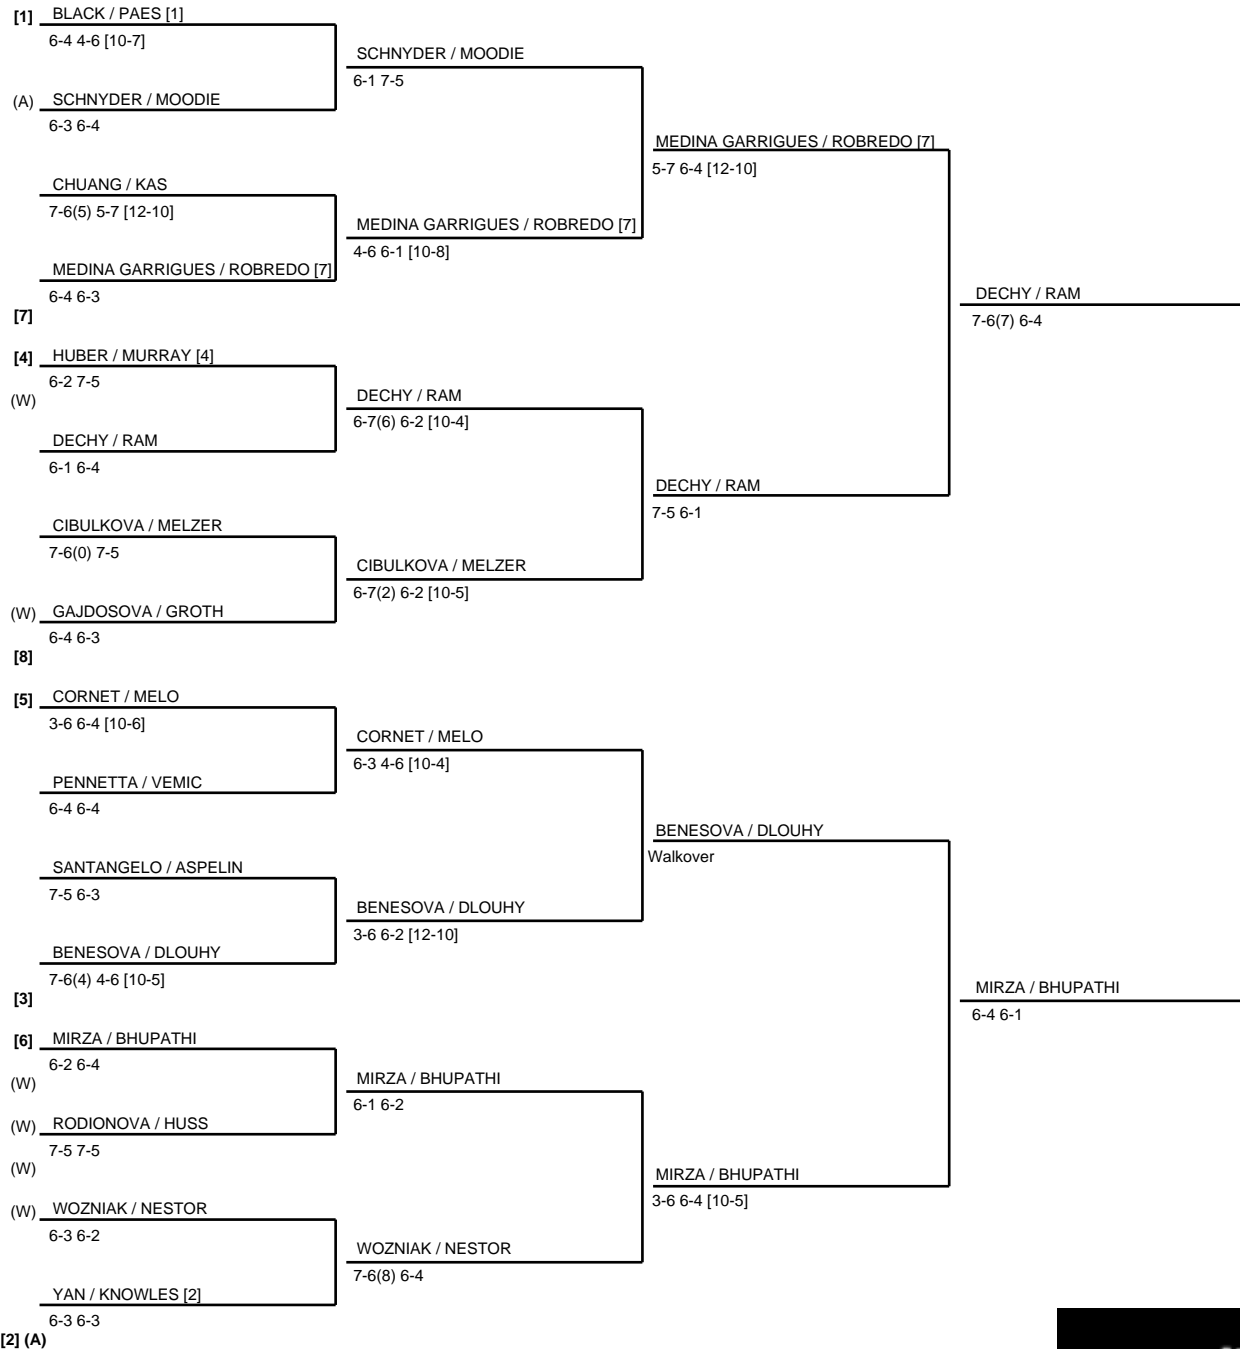 [1] BLACK / PAES [1]
6-4 4-6 [10-7]
SCHNYDER / MOODIE
6-1 7-5
(A) SCHNYDER / MOODIE
6-3 6-4
MEDINA GARRIGUES / ROBREDO [7]
5-7 6-4 [12-10]
CHUANG / KAS
7-6(5) 5-7 [12-10]
MEDINA GARRIGUES / ROBREDO [7]
4-6 6-1 [10-8]
MEDINA GARRIGUES / ROBREDO [7]
6-4 6-3
[7]
DECHY / RAM
7-6(7) 6-4
[4] HUBER / MURRAY [4]
6-2 7-5
(W)
DECHY / RAM
6-7(6) 6-2 [10-4]
DECHY / RAM
6-1 6-4
DECHY / RAM
7-5 6-1
CIBULKOVA / MELZER
7-6(0) 7-5
CIBULKOVA / MELZER
6-7(2) 6-2 [10-5]
(W) GAJDOSOVA / GROTH
6-4 6-3
[8]
[5] CORNET / MELO
3-6 6-4 [10-6]
CORNET / MELO
6-3 4-6 [10-4]
PENNETTA / VEMIC
6-4 6-4
BENESOVA / DLOUHY
Walkover
SANTANGELO / ASPELIN
7-5 6-3
BENESOVA / DLOUHY
3-6 6-2 [12-10]
BENESOVA / DLOUHY
7-6(4) 4-6 [10-5]
[3]
MIRZA / BHUPATHI
6-4 6-1
[6] MIRZA / BHUPATHI
6-2 6-4
(W)
MIRZA / BHUPATHI
6-1 6-2
(W) RODIONOVA / HUSS
7-5 7-5
(W)
MIRZA / BHUPATHI
3-6 6-4 [10-5]
(W) WOZNIAK / NESTOR
6-3 6-2
WOZNIAK / NESTOR
7-6(8) 6-4
YAN / KNOWLES [2]
6-3 6-3
[2] (A)